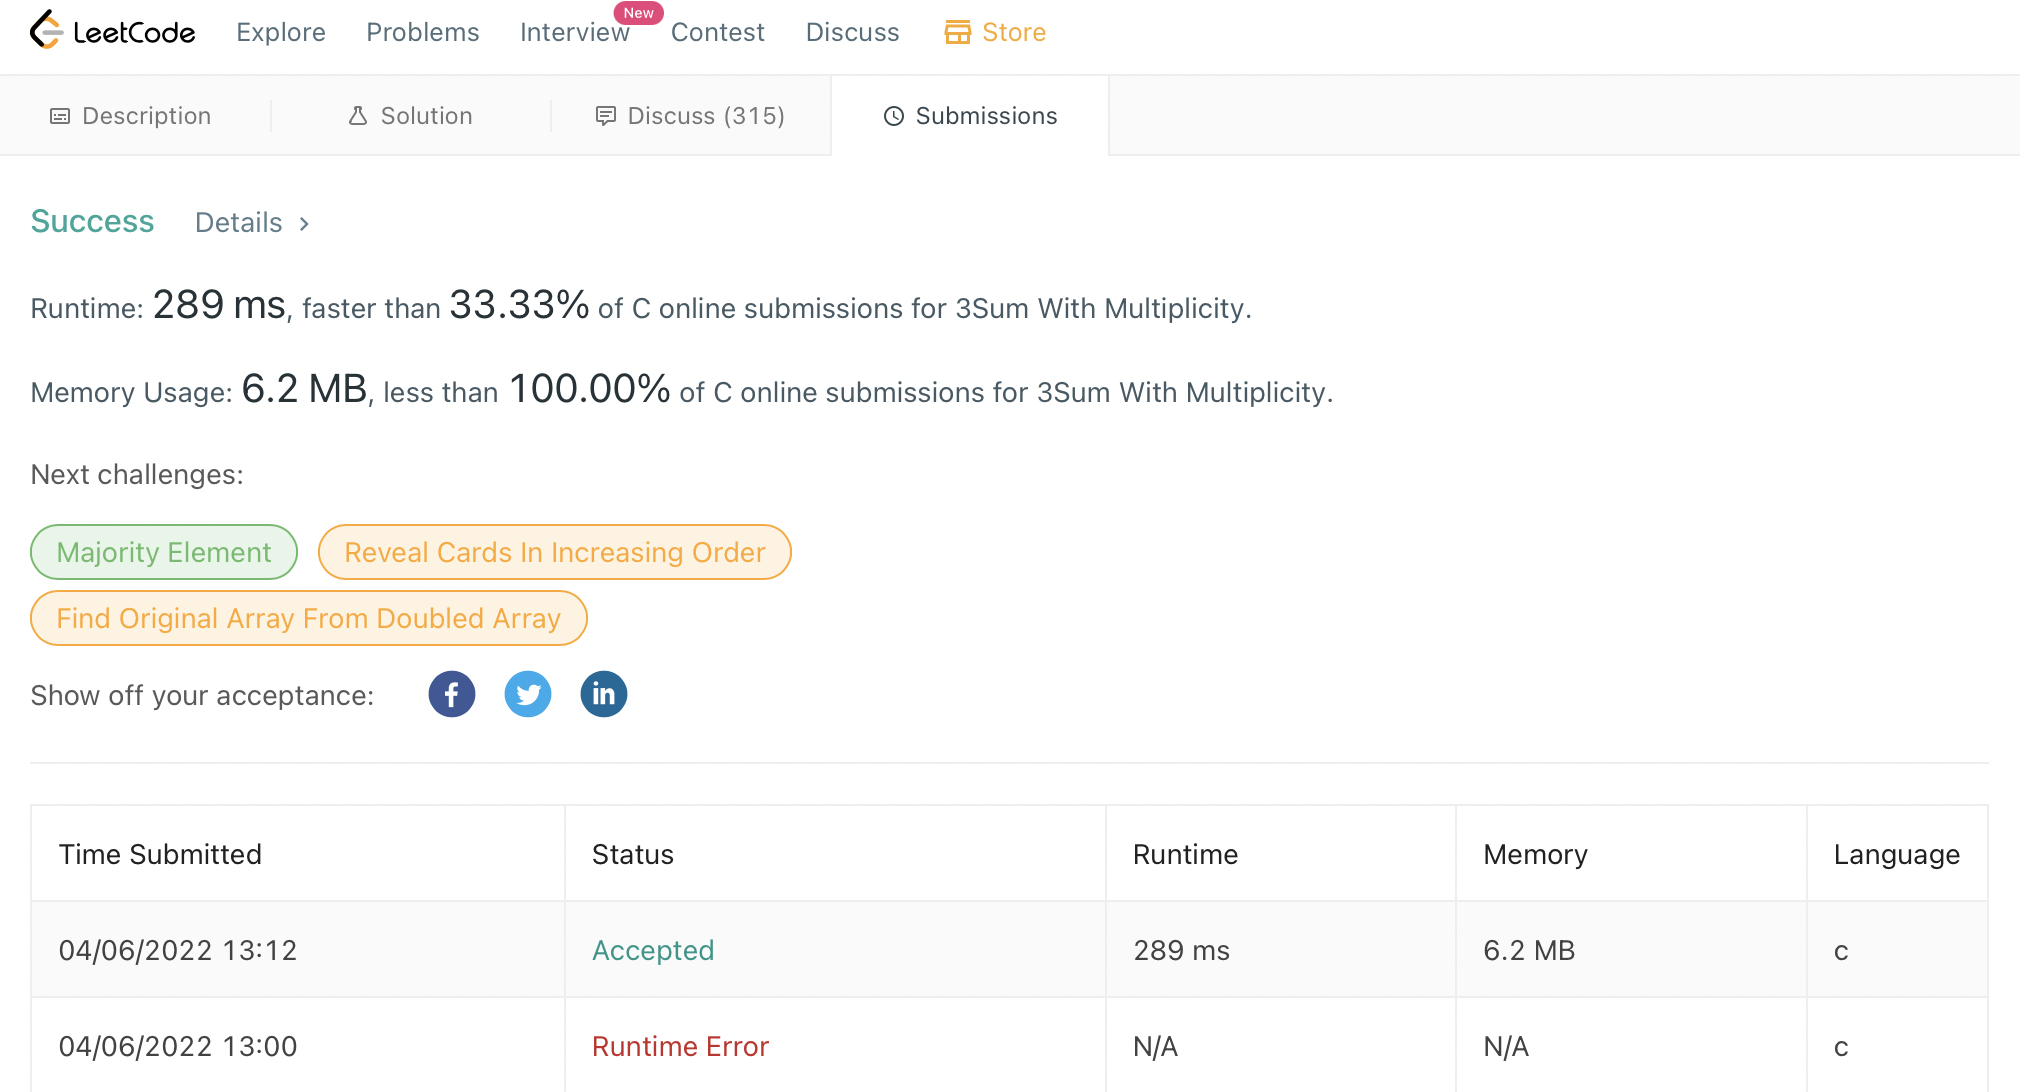 LeetCode Explore Problems Interview New Contest Discuss Store
Description Solution Discuss (315) Submissions
Success Details >
Runtime: 289 ms, faster than 33.33% of C online submissions for 3Sum With Multiplicity.
Memory Usage: 6.2 MB, less than 100.00% of C online submissions for 3Sum With Multiplicity.
Next challenges:
Majority Element Reveal Cards In Increasing Order
Find Original Array From Doubled Array
Show off your acceptance: f in
Time Submitted Status Runtime Memory Language
04/06/2022 13:12 Accepted 289 ms 6.2 MB c
04/06/2022 13:00 Runtime Error N/A N/A c